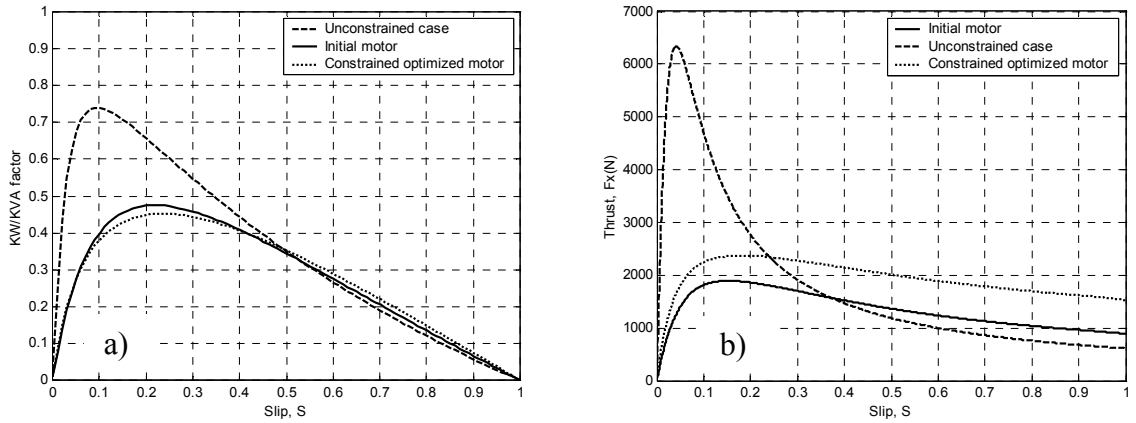 1
0.9
0.8
0.7
0.6
0.5
0.4
0.3
0.2
0.1
0
KW/KVA factor
Unconstrained case
Initial motor
Constrained optimized motor
a)
0 0.1 0.2 0.3 0.4 0.5 0.6 0.7 0.8 0.9 1
Slip, S
7000
6000
5000
4000
3000
2000
1000
0
Thrust, Fx(N)
Initial motor
Unconstrained case
Constrained optimized motor
b)
0 0.1 0.2 0.3 0.4 0.5 0.6 0.7 0.8 0.9 1
Slip, S